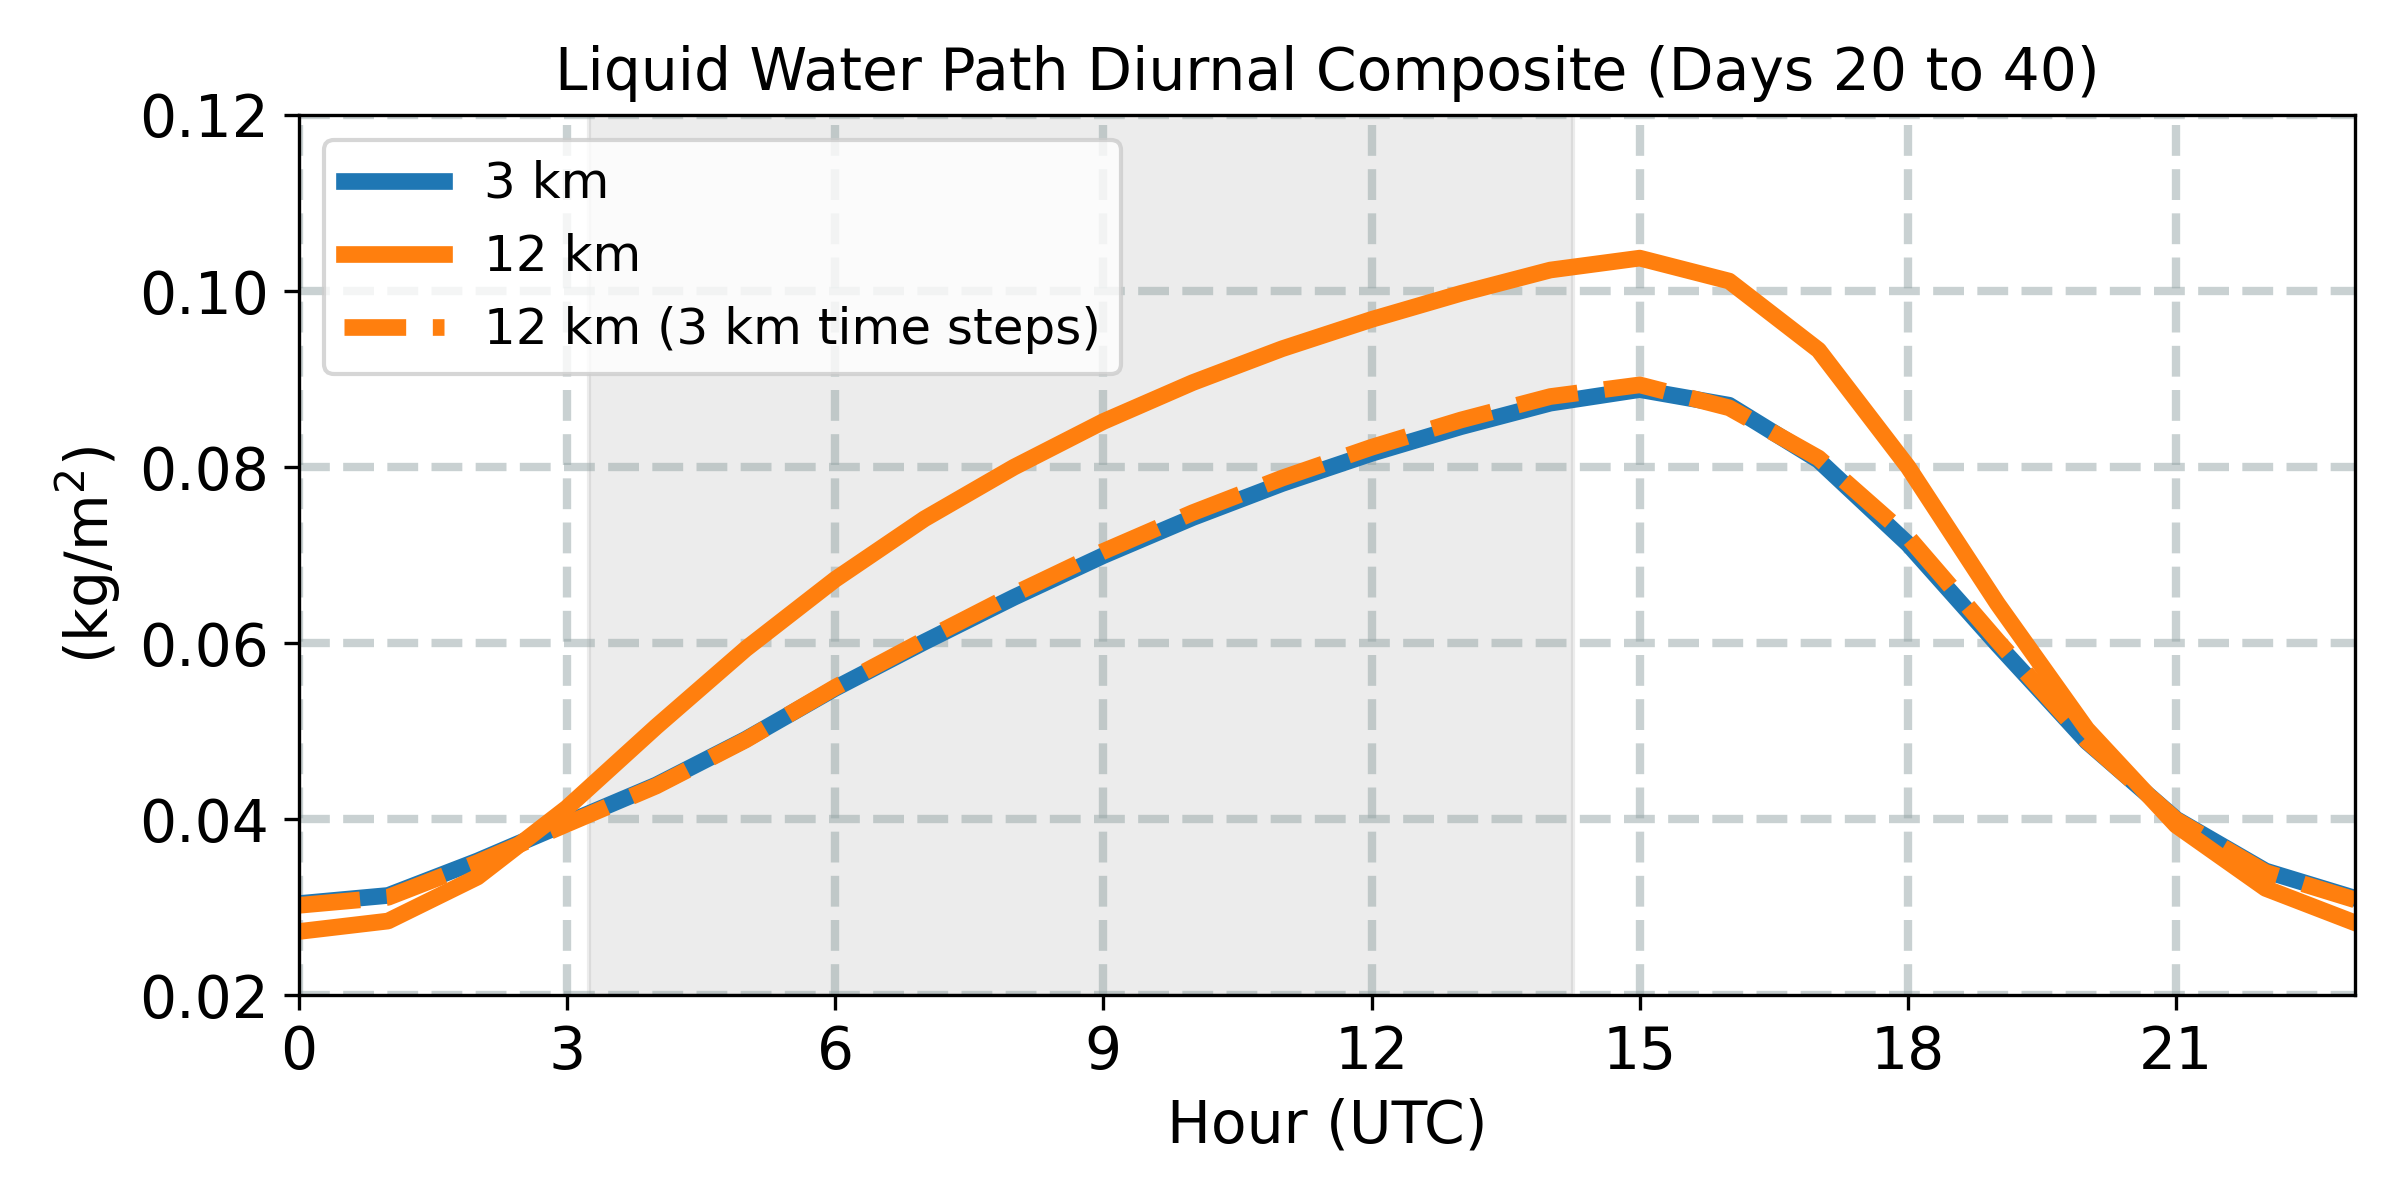 Liquid Water Path Diurnal Composite (Days 20 to 40)
0.12
0.10
0.08
0.06
0.04
0.02
(kg/m²)
3 km
12 km
12 km (3 km time steps)
0 3 6 9 12 15 18 21
Hour (UTC)